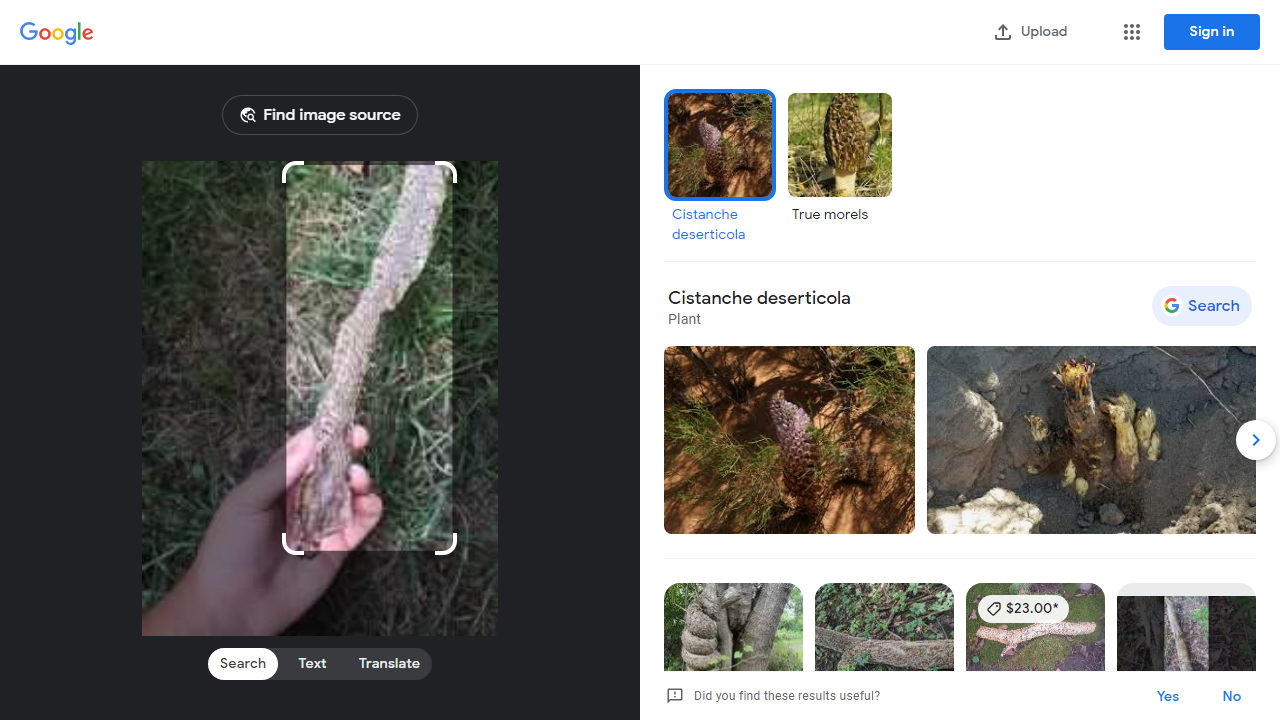 Google
Upload
Sign in
Find image source
Search
Text
Translate
Cistanche
deserticola
True morels
Cistanche deserticola
Plant
Search
$23.00*
Did you find these results useful?
Yes
No